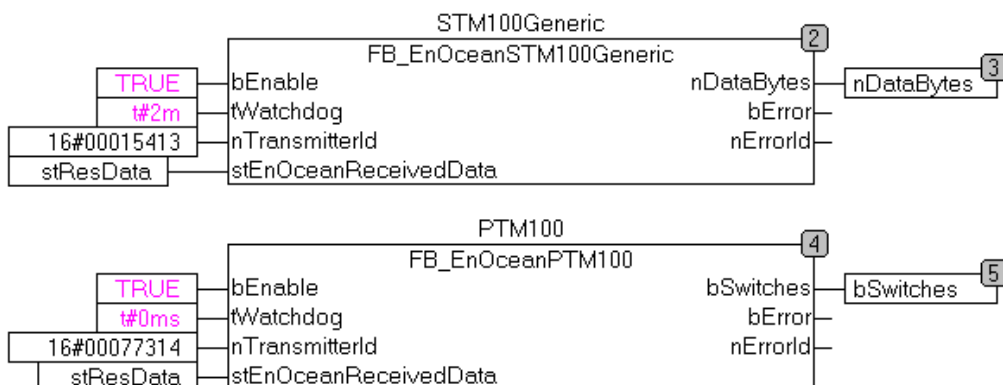 STM100Generic
2
FB_EnOceanSTM100Generic
3
TRUE bEnable nDataBytes nDataBytes
t#2m tWatchdog bError
16#00015413 nTransmitterId nErrorId
stResData stEnOceanReceivedData
PTM100
4
FB_EnOceanPTM100
5
TRUE bEnable bSwitches bSwitches
t#0ms tWatchdog bError
16#00077314 nTransmitterId nErrorId
stResData stEnOceanReceivedData